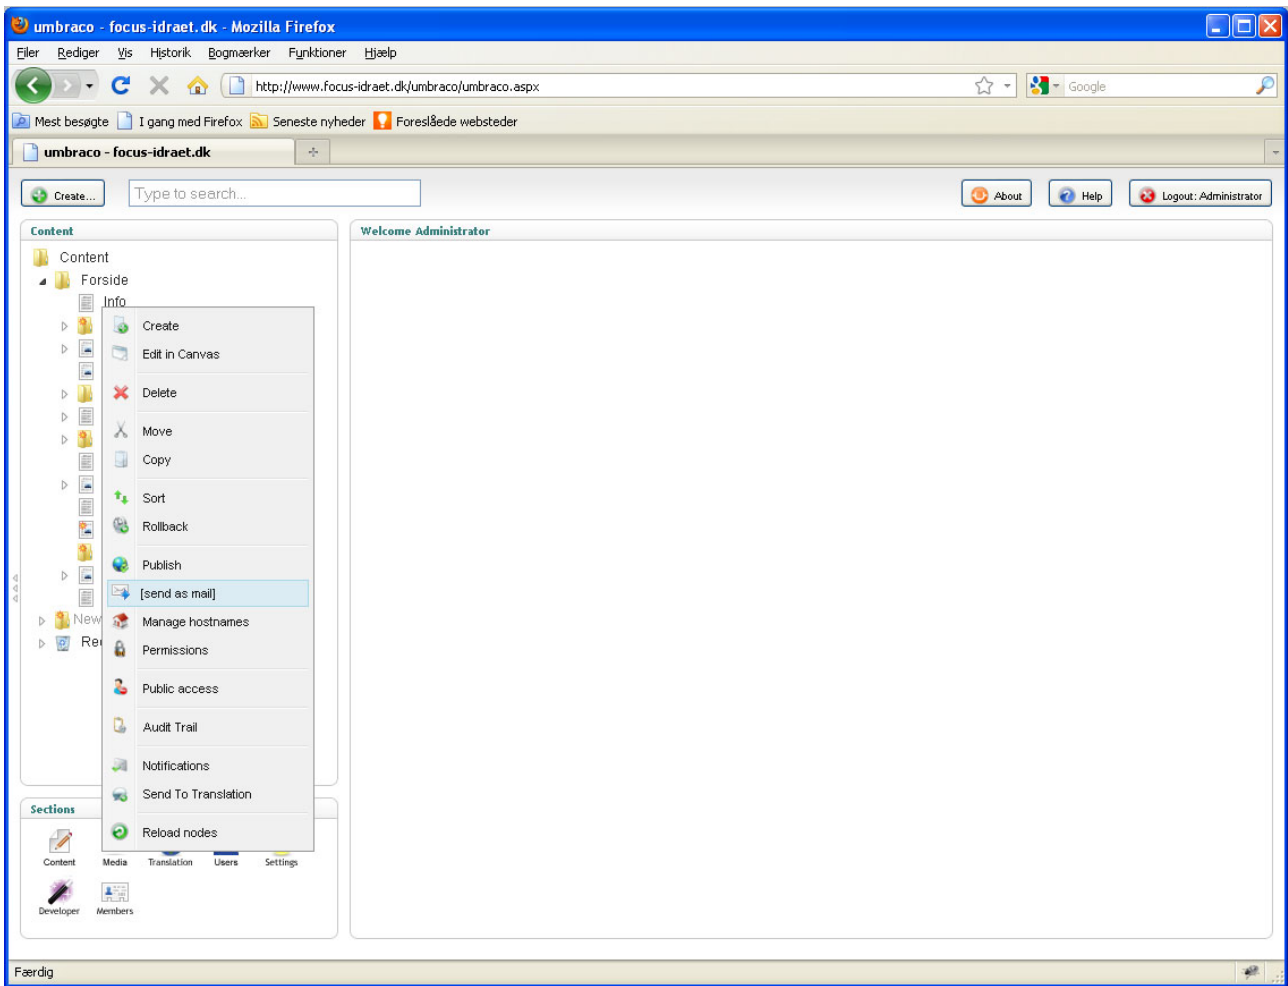 umbraco - focus-idraet.dk - Mozilla Firefox
Filer Rediger Vis Historik Bogmærker Funktioner Hjælp
http://www.focus-idraet.dk/umbraco/umbraco.aspx
Google
Mest besøgte I gang med Firefox Seneste nyheder Foreslåede websteder
umbraco - focus-idraet.dk
Create... Type to search... About Help Logout: Administrator
Content
Welcome Administrator
Content
Forside
Info
Create
Edit in Canvas
Delete
Move
Copy
Sort
Rollback
Publish
[send as mail]
Manage hostnames
Permissions
Public access
Audit Trail
Notifications
Send To Translation
Reload nodes
New
Sections
Content Media Translation Users Settings
Developer Members
Færdig